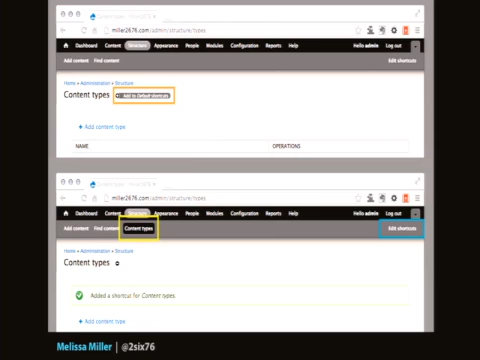 miller2676.com/admin/structure/types
Dashboard Content Structure Appearance People Modules Configuration Reports Help Hello admin Log out
Add content Find content Edit shortcuts
Home » Administration » Structure
Content types Add to Default shortcuts
+ Add content type
NAME OPERATIONS
miller2676.com/admin/structure/types
Dashboard Content Structure Appearance People Modules Configuration Reports Help Hello admin Log out
Add content Find content Content types Edit shortcuts
Home » Administration » Structure
Content types
Added a shortcut for Content types.
+ Add content type
Melissa Miller | @2six76